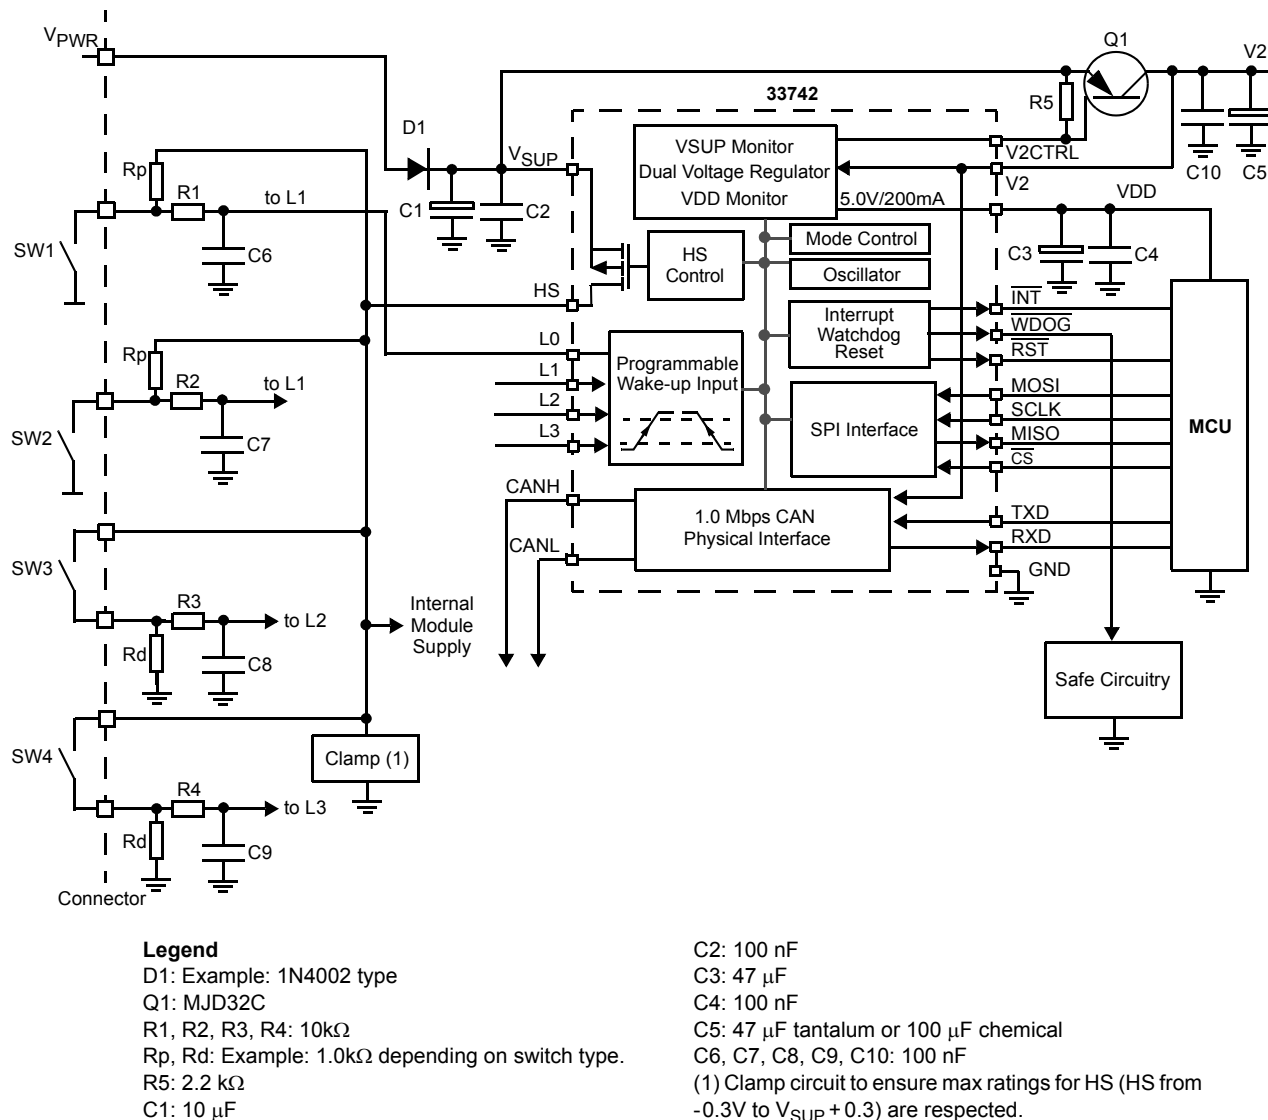 VPWR
Q1
V2
33742
R5
D1
VSUP
VSUP Monitor
Dual Voltage Regulator
VDD Monitor
V2CTRL
V2
C10
C5
Rp
R1
to L1
C1
C2
5.0V/200mA
VDD
SW1
C6
HS
Control
Mode Control
Oscillator
C3
C4
HS
INT
Interrupt
Watchdog
Reset
WDOG
RST
L0
Rp
R2
to L1
L1
L2
L3
Programmable
Wake-up Input
SPI Interface
MOSI
SCLK
MISO
CS
MCU
SW2
C7
CANH
CANL
1.0 Mbps CAN
Physical Interface
TXD
RXD
GND
SW3
R3
to L2
Rd
C8
Internal
Module
Supply
Safe Circuitry
SW4
Clamp (1)
R4
to L3
Rd
C9
Connector
Legend
D1: Example: 1N4002 type
Q1: MJD32C
R1, R2, R3, R4: 10kΩ
Rp, Rd: Example: 1.0kΩ depending on switch type.
R5: 2.2 kΩ
C1: 10 μF
C2: 100 nF
C3: 47 μF
C4: 100 nF
C5: 47 μF tantalum or 100 μF chemical
C6, C7, C8, C9, C10: 100 nF
(1) Clamp circuit to ensure max ratings for HS (HS from
-0.3V to VSUP + 0.3) are respected.